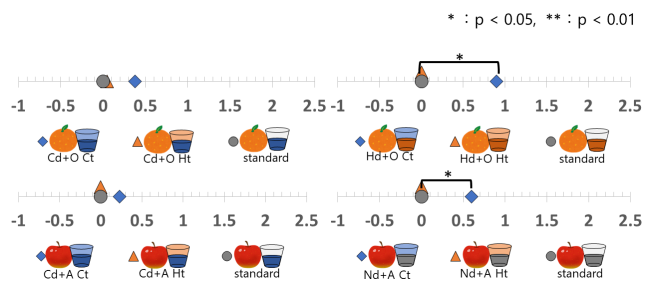 * : p < 0.05, ** : p < 0.01
*
-1 -0.5 0 0.5 1 1.5 2 2.5
-1 -0.5 0 0.5 1 1.5 2 2.5
Cd+O Ct Cd+O Ht standard
Hd+O Ct Hd+O Ht standard
*
-1 -0.5 0 0.5 1 1.5 2 2.5
-1 -0.5 0 0.5 1 1.5 2 2.5
Cd+A Ct Cd+A Ht standard
Nd+A Ct Nd+A Ht standard